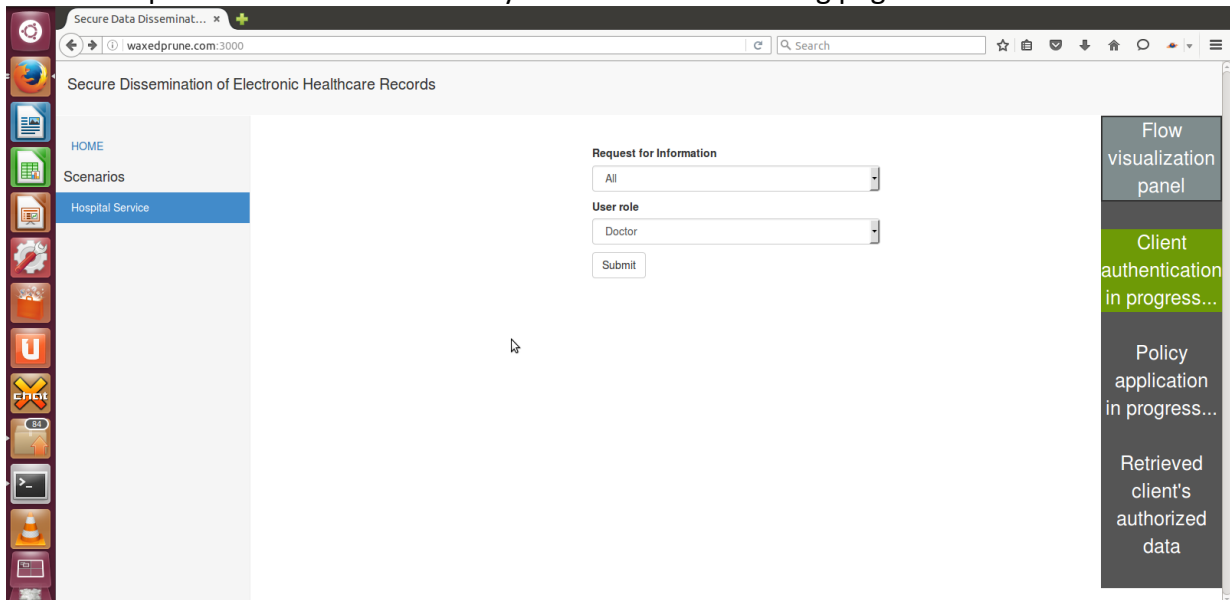 Secure Data Disseminat... ×
waxedprune.com:3000
Search
Secure Dissemination of Electronic Healthcare Records
HOME
Scenarios
Hospital Service
Request for Information
All
User role
Doctor
Submit
Flow
visualization
panel
Client
authentication
in progress...
Policy
application
in progress...
Retrieved
client's
authorized
data
chat
84